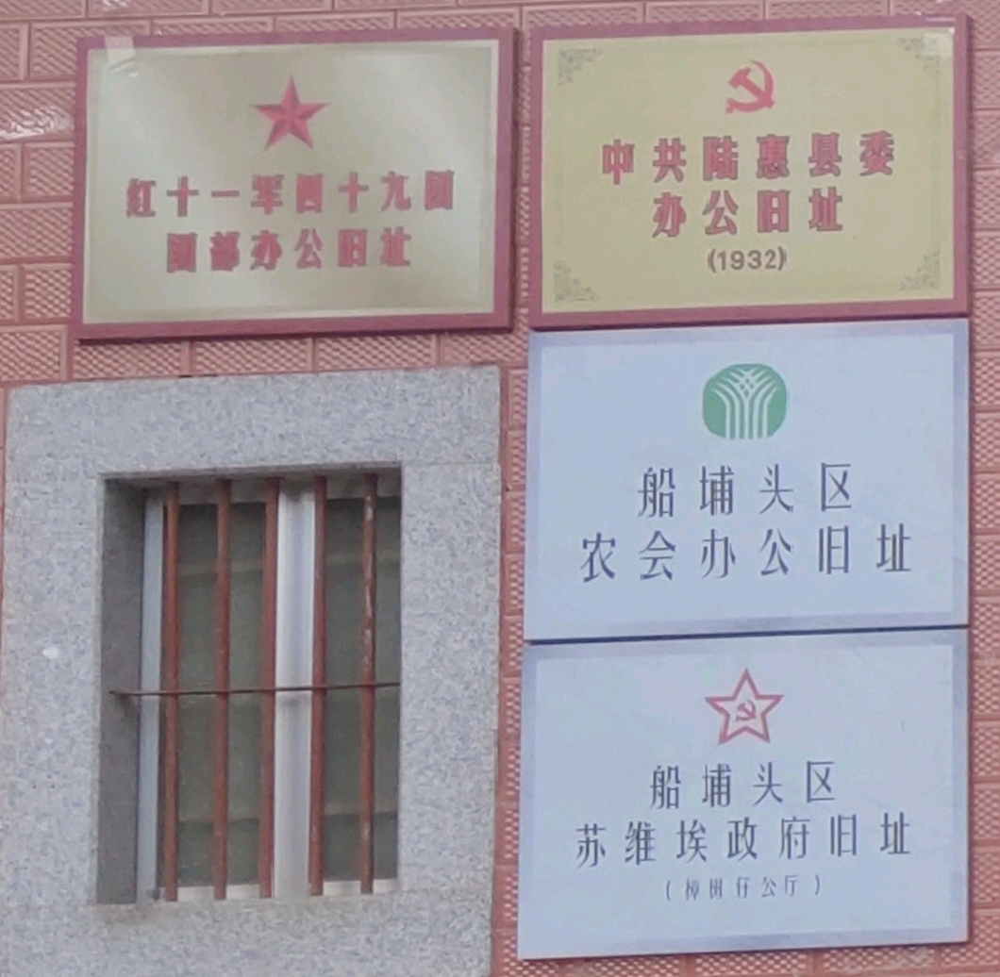 红十一军四十九团
团部办公旧址
中共陆惠县委
办公旧址
(1932)
船埔头区
农会办公旧址
船埔头区
苏维埃政府旧址
(樟树仔公厅)